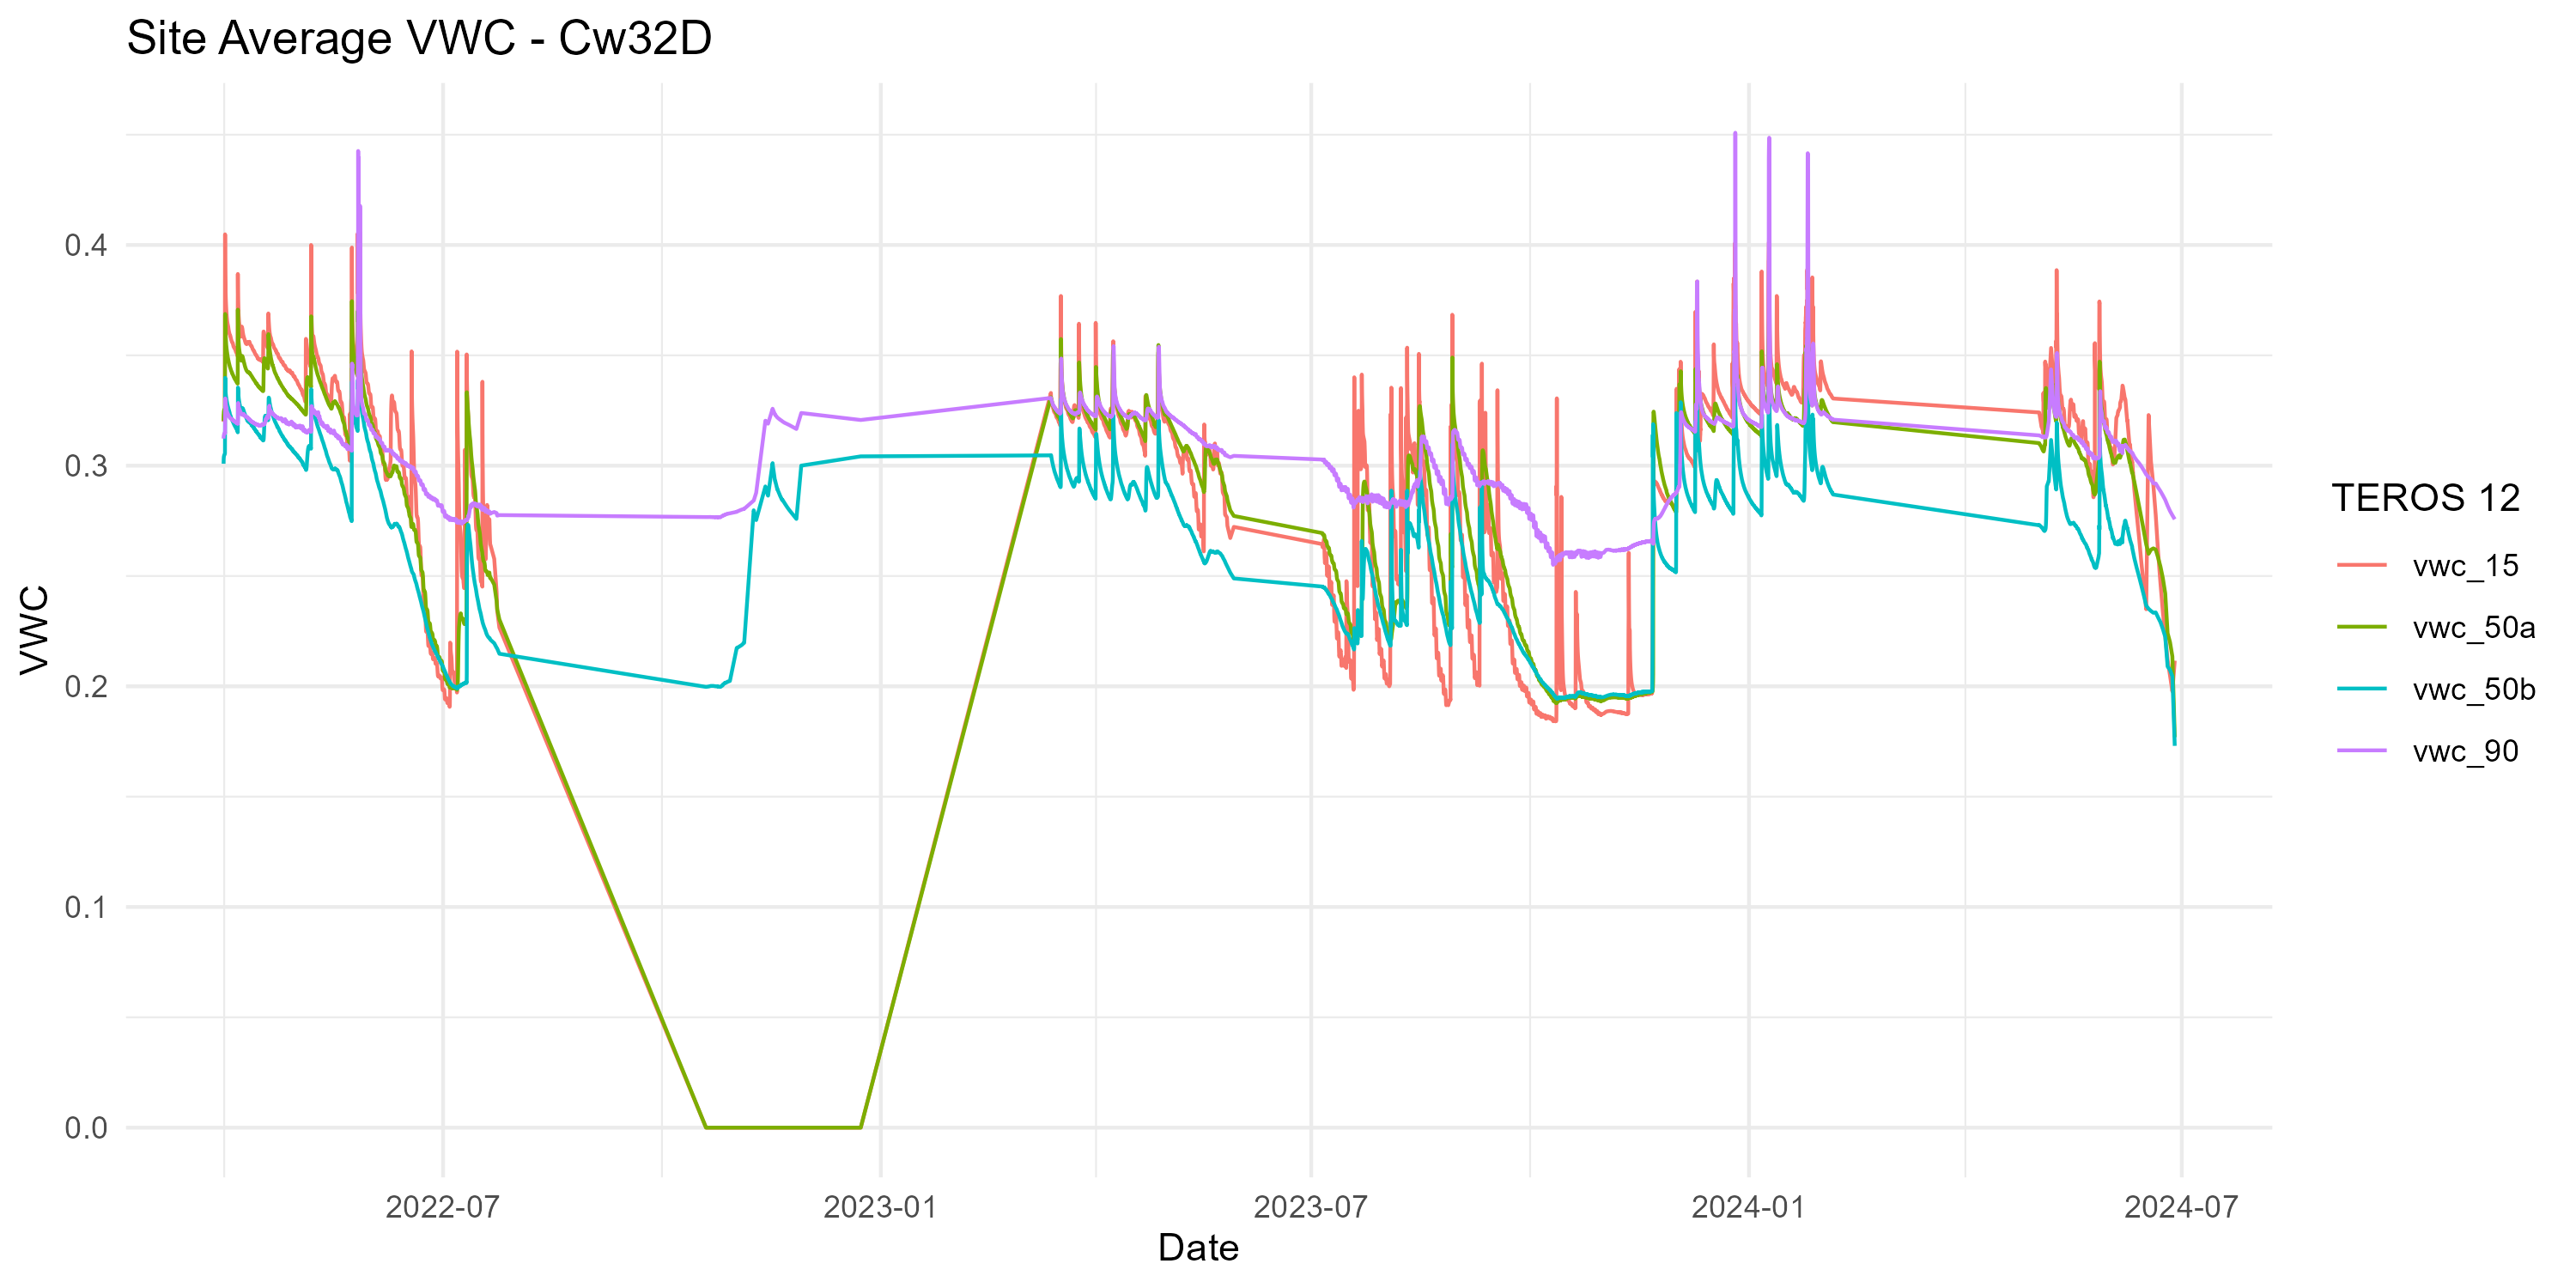 Site Average VWC - Cw32D
VWC
0.4
0.3
0.2
0.1
0.0
2022-07
2023-01
2023-07
2024-01
2024-07
Date
TEROS 12
vwc_15
vwc_50a
vwc_50b
vwc_90